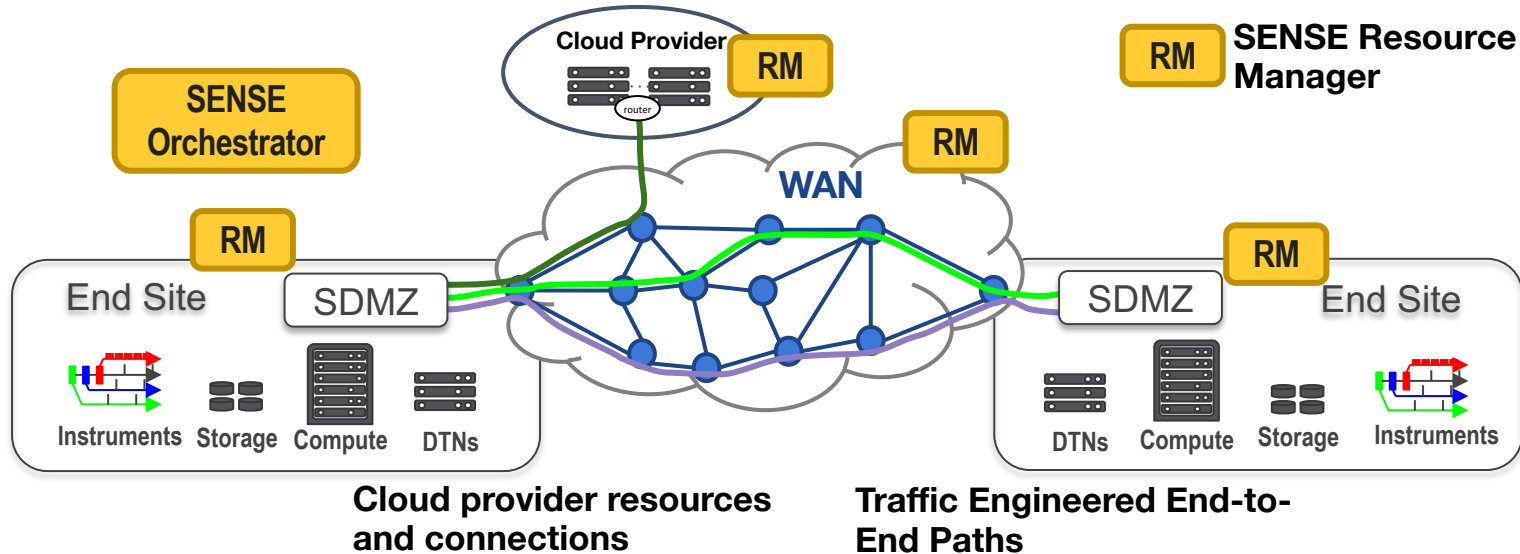 Cloud Provider
RM
router
RM
SENSE Resource
Manager
SENSE
Orchestrator
RM
WAN
RM
End Site
SDMZ
Instruments
Storage
Compute
DTNs
RM
SDMZ
End Site
DTNs
Compute
Storage
Instruments
Cloud provider resources
and connections
Traffic Engineered End-to-
End Paths